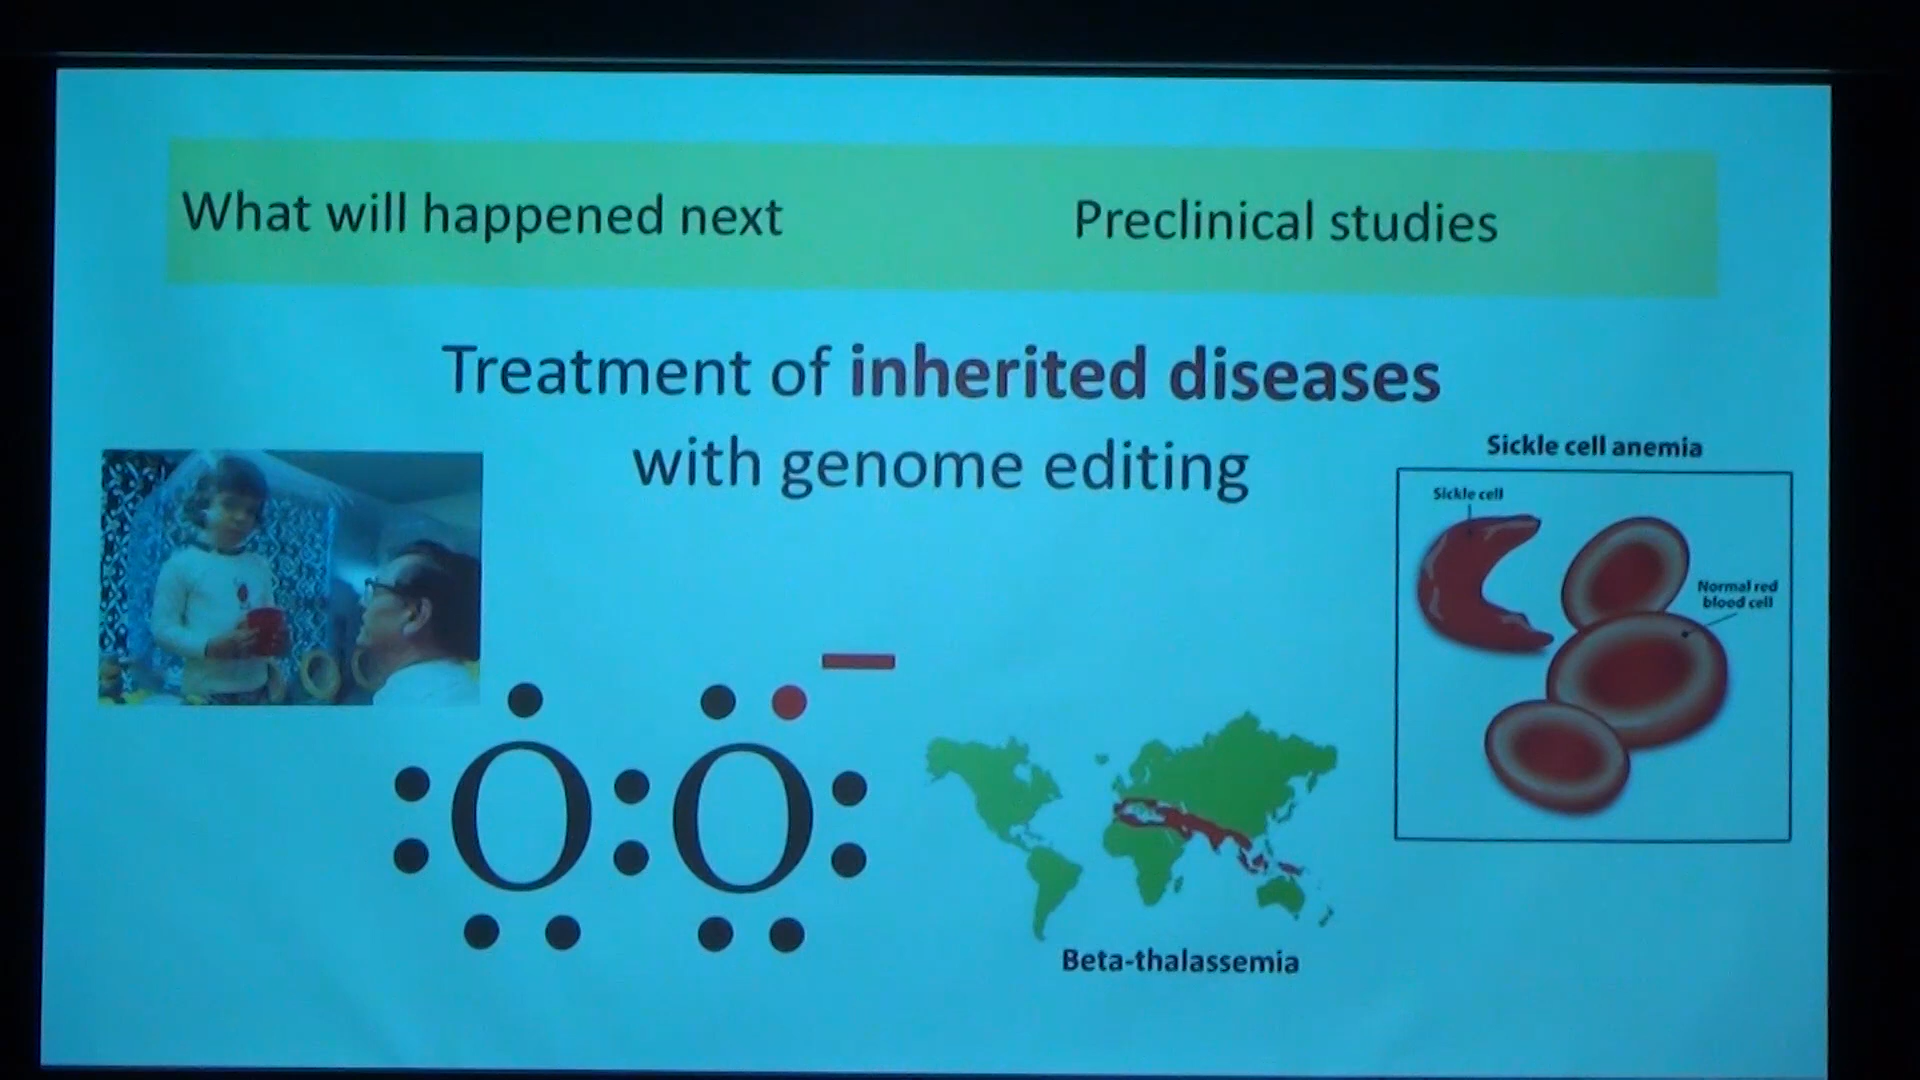 What will happened next
Preclinical studies
Treatment of inherited diseases
with genome editing
Sickle cell anemia
Sickle cell
Normal red
blood cell
O O
Beta-thalassemia